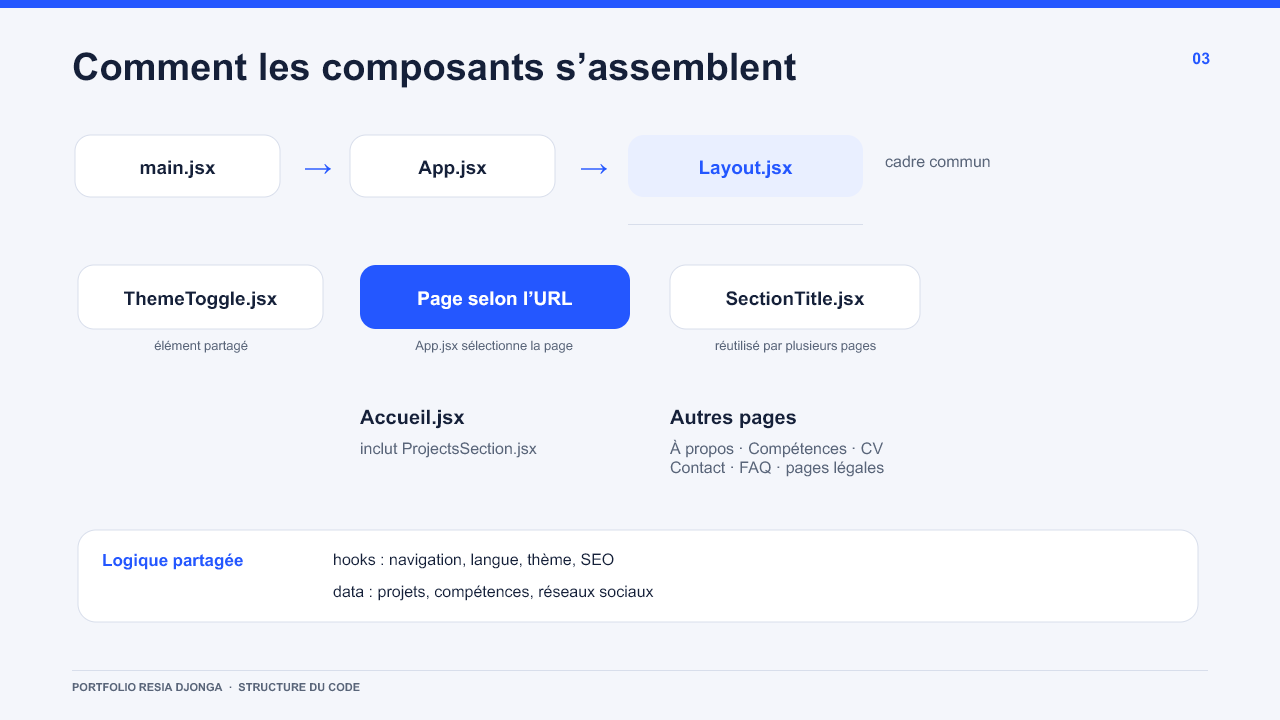 Comment les composants s’assemblent
03
main.jsx → App.jsx → Layout.jsx cadre commun
ThemeToggle.jsx Page selon l’URL SectionTitle.jsx
élément partagé App.jsx sélectionne la page réutilisé par plusieurs pages
Accueil.jsx
inclut ProjectsSection.jsx
Autres pages
À propos · Compétences · CV
Contact · FAQ · pages légales
Logique partagée
hooks : navigation, langue, thème, SEO
data : projets, compétences, réseaux sociaux
PORTFOLIO RESIA DJONGA · STRUCTURE DU CODE